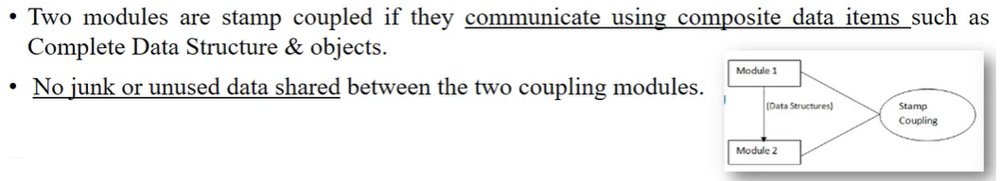 • Two modules are stamp coupled if they communicate using composite data items such as
Complete Data Structure & objects.
• No junk or unused data shared between the two coupling modules.
Module 1
(Data Structures)
Stamp
Coupling
Module 2